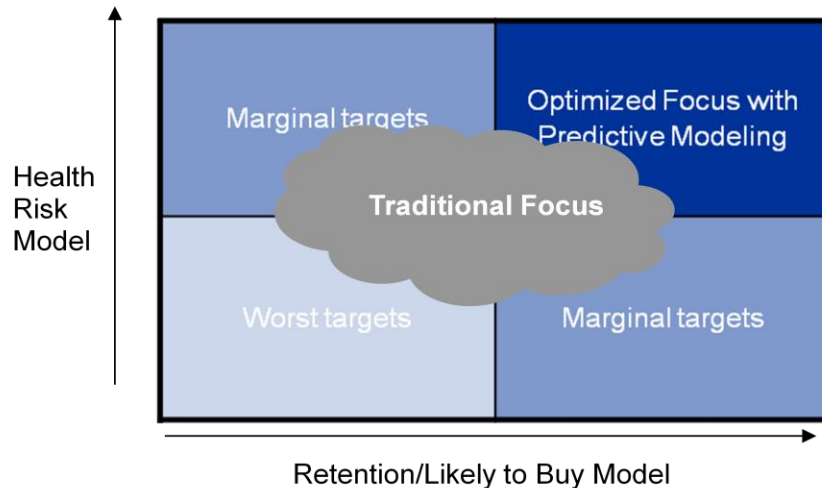 Marginal targets
Optimized Focus with
Predictive Modeling
Health
Risk
Model
Traditional Focus
Worst targets
Marginal targets
Retention/Likely to Buy Model